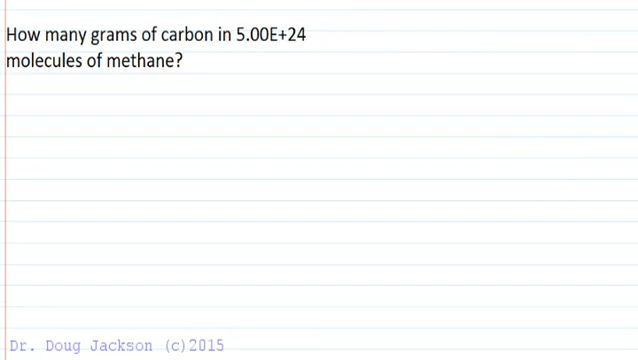 How many grams of carbon in 5.00E+24
molecules of methane?
Dr. Doug Jackson (c)2015